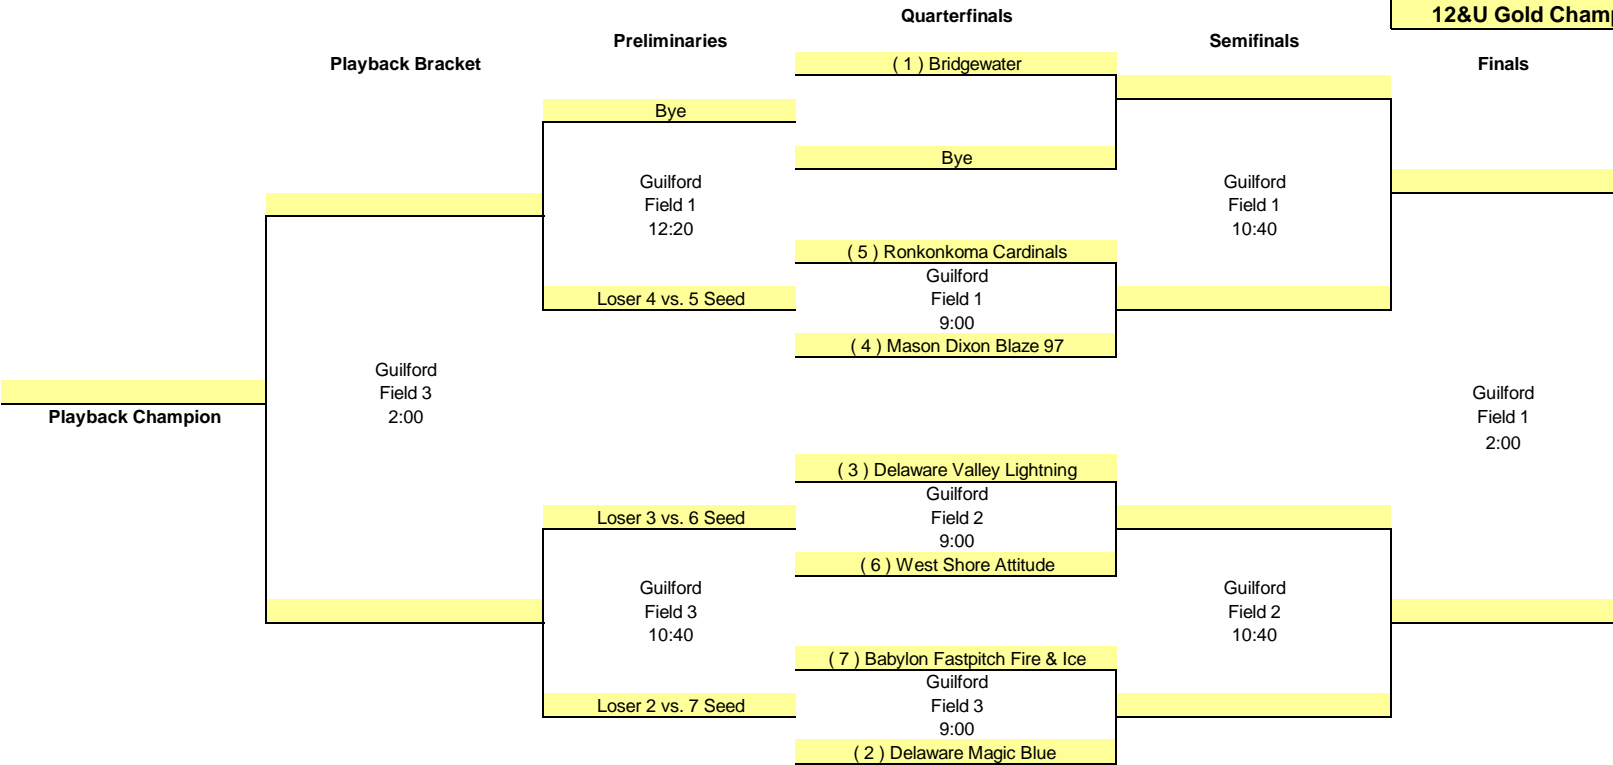 Quarterfinals
12&U Gold Champ
Preliminaries
Semifinals
Playback Bracket
( 1 ) Bridgewater
Finals
Bye
Bye
Guilford
Field 1
12:20
Guilford
Field 1
10:40
( 5 ) Ronkonkoma Cardinals
Guilford
Field 1
9:00
Loser 4 vs. 5 Seed
( 4 ) Mason Dixon Blaze 97
Guilford
Field 3
2:00
Playback Champion
Guilford
Field 1
2:00
( 3 ) Delaware Valley Lightning
Guilford
Field 2
9:00
Loser 3 vs. 6 Seed
( 6 ) West Shore Attitude
Guilford
Field 3
10:40
Guilford
Field 2
10:40
( 7 ) Babylon Fastpitch Fire & Ice
Guilford
Field 3
9:00
Loser 2 vs. 7 Seed
( 2 ) Delaware Magic Blue